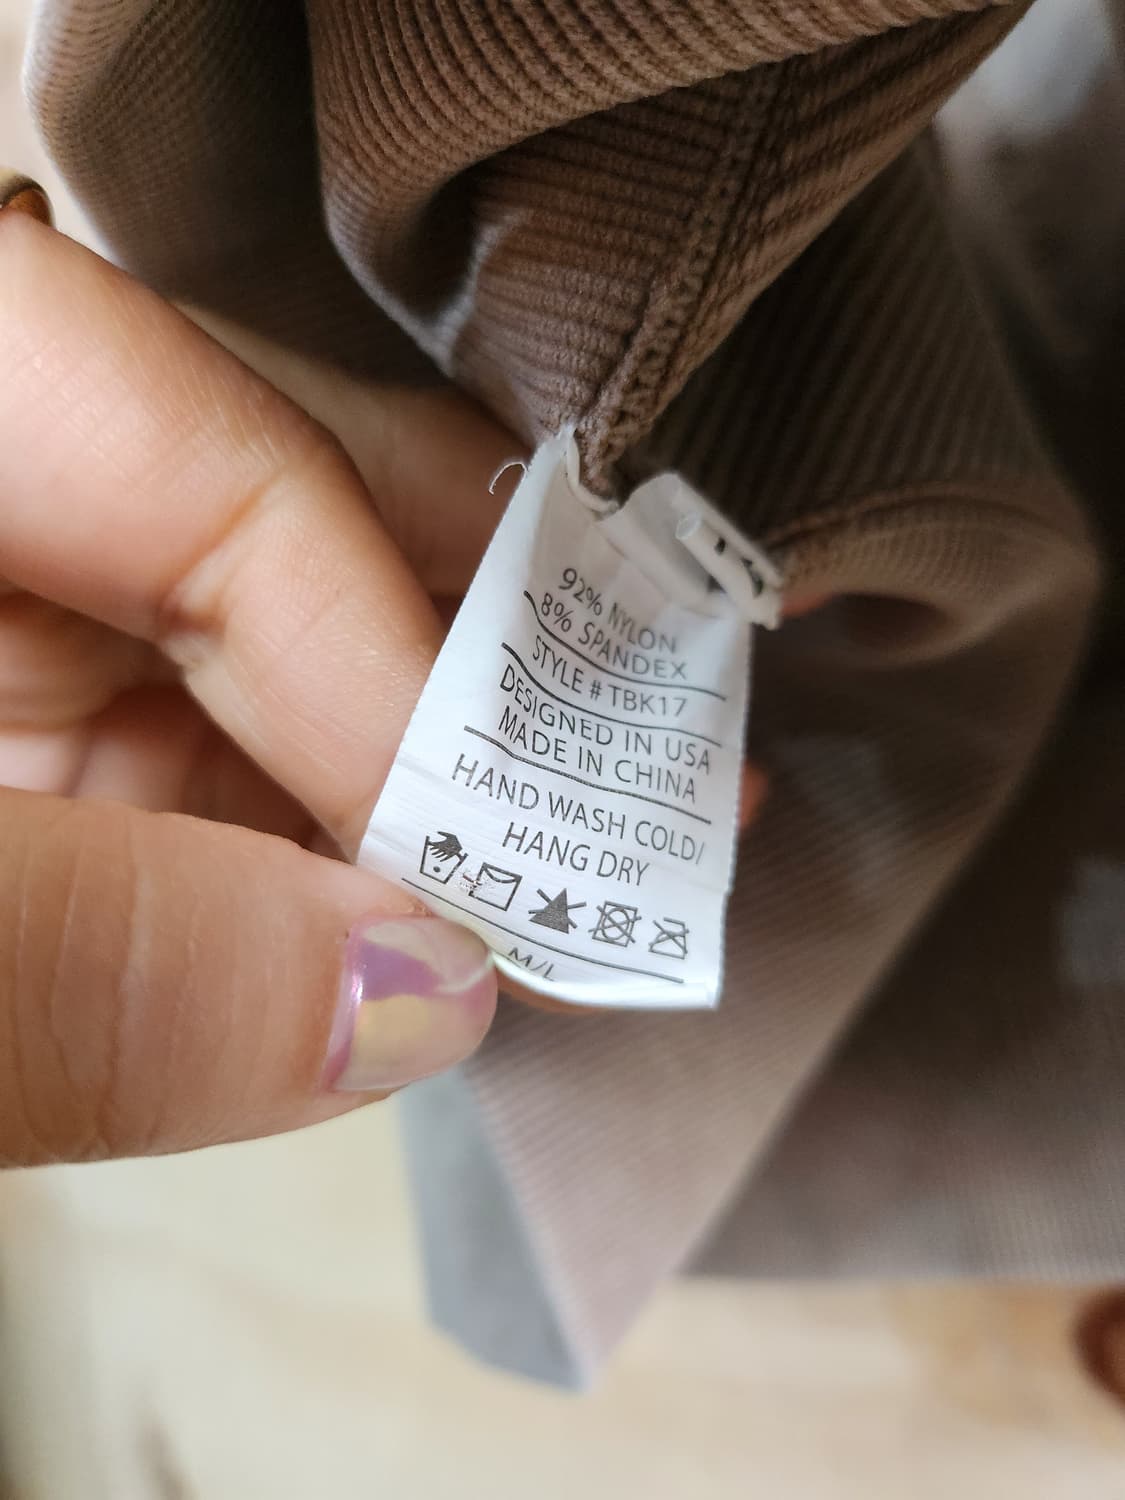 92% NYLON
8% SPANDEX
STYLE # TBK17
DESIGNED IN USA
MADE IN CHINA
HAND WASH COLD/
HANG DRY
M/L